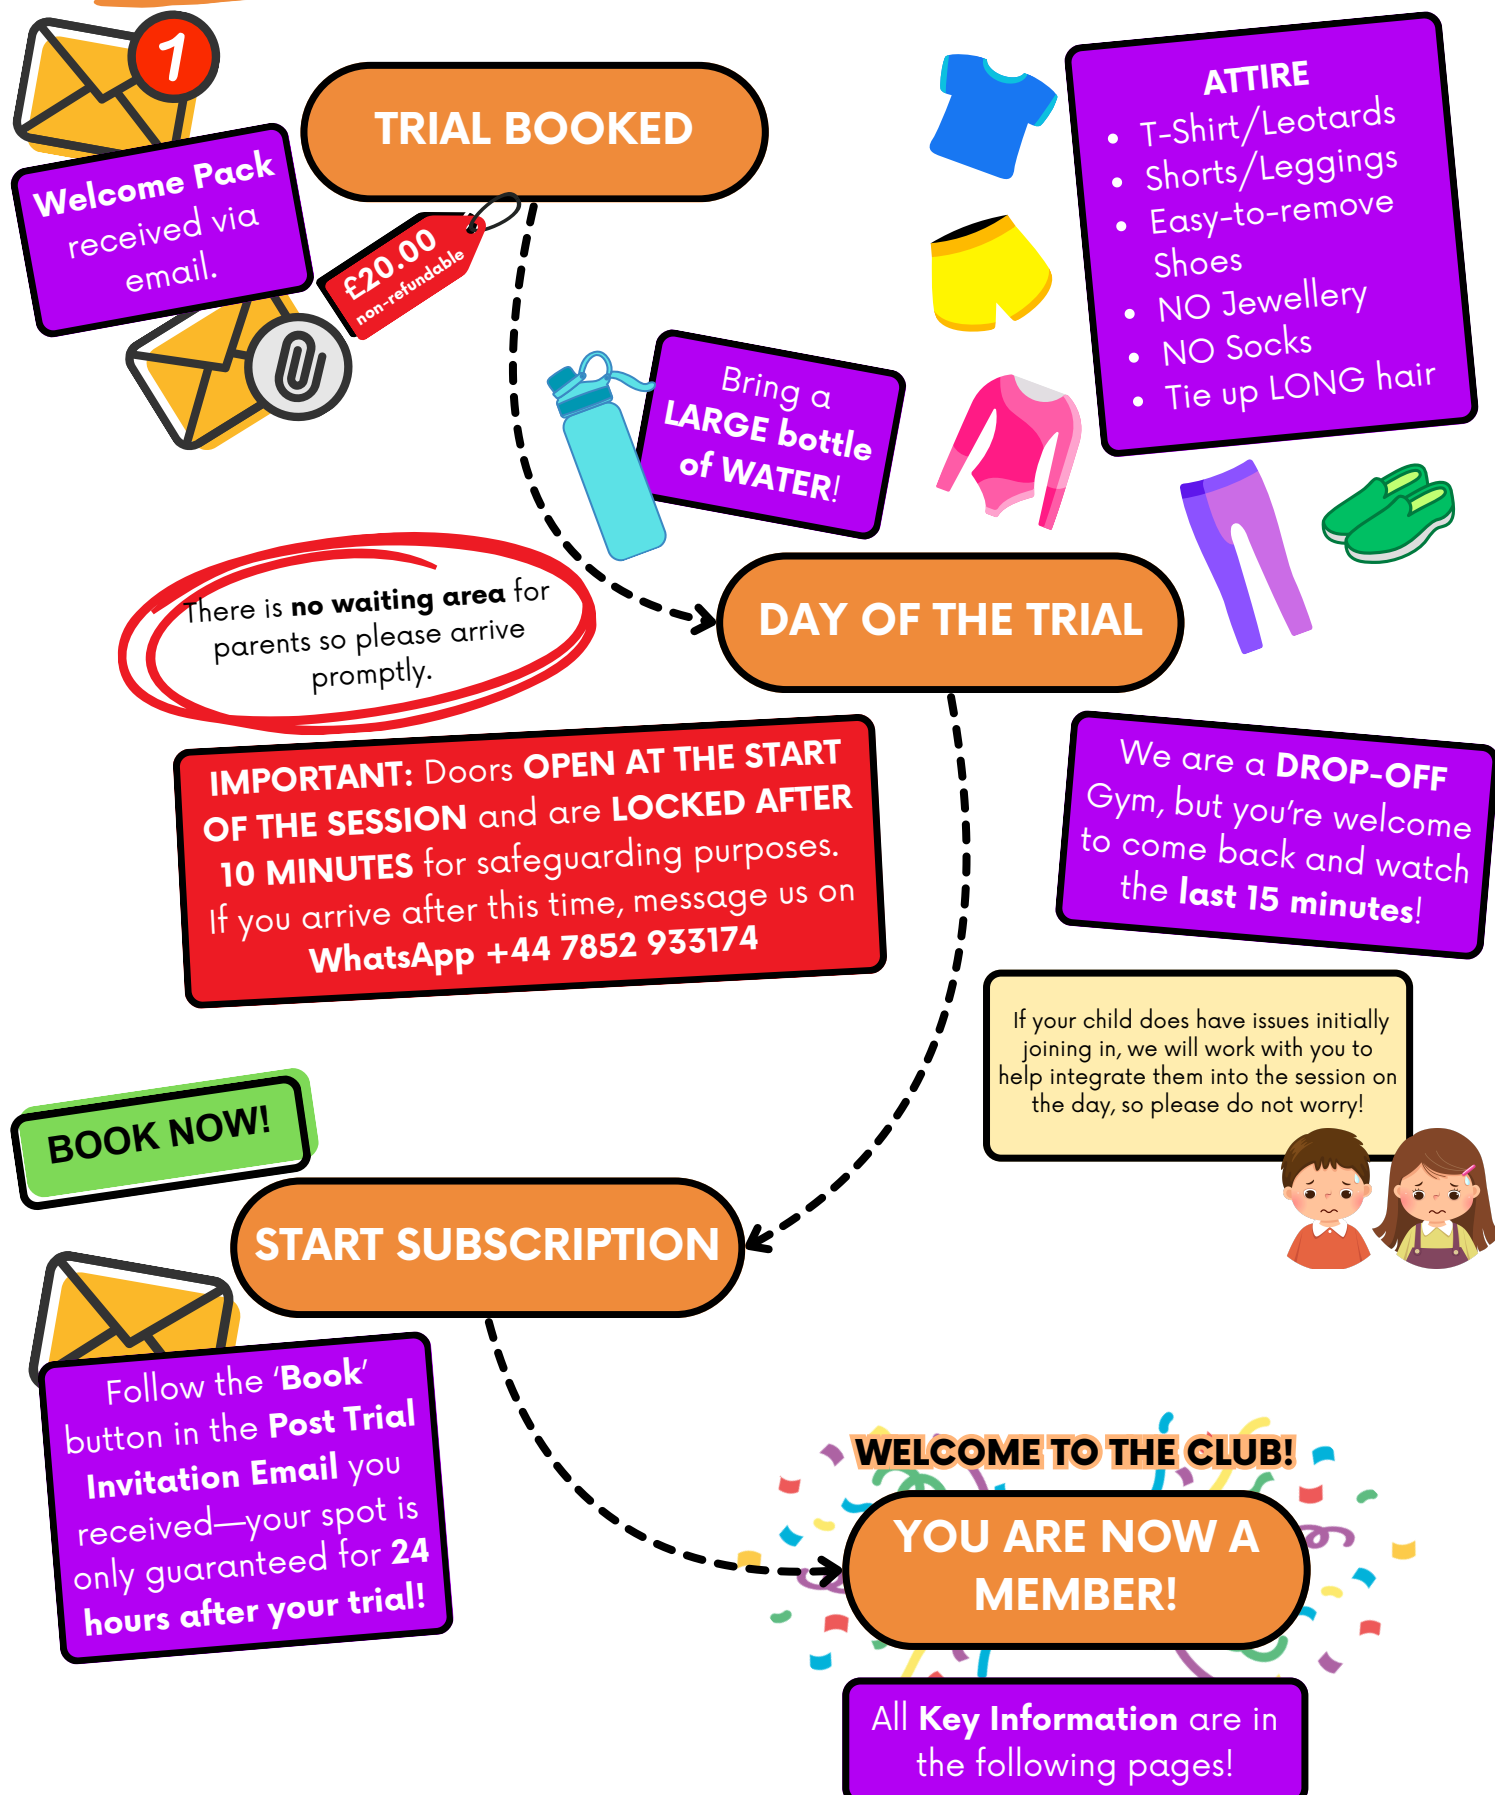 1
TRIAL BOOKED
Welcome Pack
received via
email.
£20.00
non-refundable
ATTIRE
• T-Shirt/Leotards
• Shorts/Leggings
• Easy-to-remove
Shoes
• NO Jewellery
• NO Socks
• Tie up LONG hair
Bring a
LARGE bottle
of WATER!
There is no waiting area for
parents so please arrive
promptly.
DAY OF THE TRIAL
IMPORTANT: Doors OPEN AT THE START
OF THE SESSION and are LOCKED AFTER
10 MINUTES for safeguarding purposes.
If you arrive after this time, message us on
WhatsApp +44 7852 933174
We are a DROP-OFF
Gym, but you're welcome
to come back and watch
the last 15 minutes!
If your child does have issues initially
joining in, we will work with you to
help integrate them into the session on
the day, so please do not worry!
BOOK NOW!
START SUBSCRIPTION
Follow the ‘Book’
button in the Post Trial
Invitation Email you
received—your spot is
only guaranteed for 24
hours after your trial!
WELCOME TO THE CLUB!
YOU ARE NOW A
MEMBER!
All Key Information are in
the following pages!